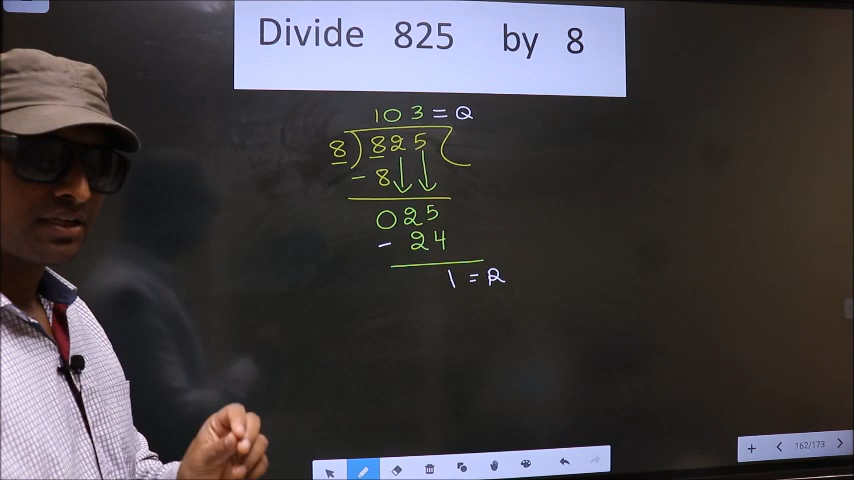 Divide 825 by 8
103 = Q
8) 825 (
- 8
025
- 24
1 = R
162/173